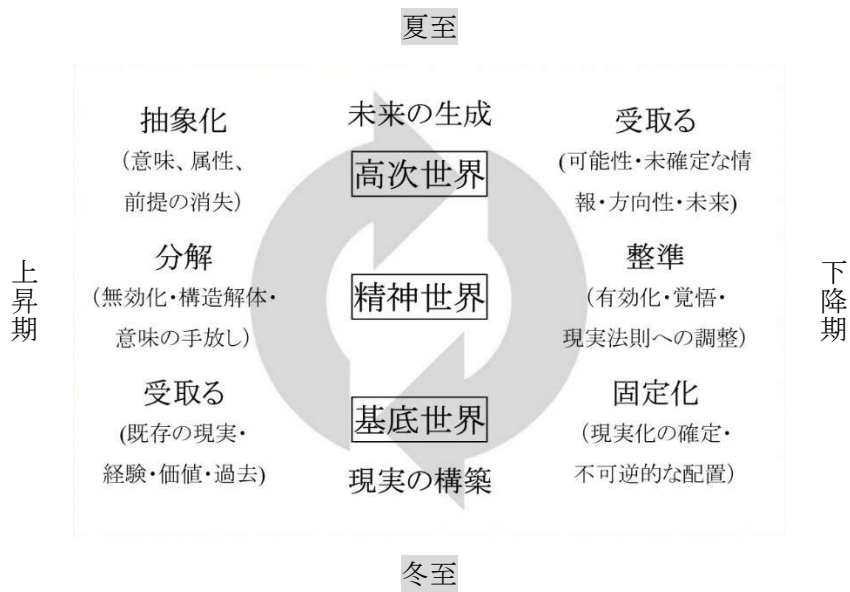 夏至
抽象化
（意味、属性、
前提の消失）
未来の生成
高次世界
受取る
(可能性・未確定な情
報・方向性・未来)
上昇期
分解
（無効化・構造解体・
意味の手放し）
精神世界
整準
（有効化・覚悟・
現実法則への調整）
下降期
受取る
(既存の現実・
経験・価値・過去)
基底世界
現実の構築
固定化
（現実化の確定・
不可逆的な配置）
冬至